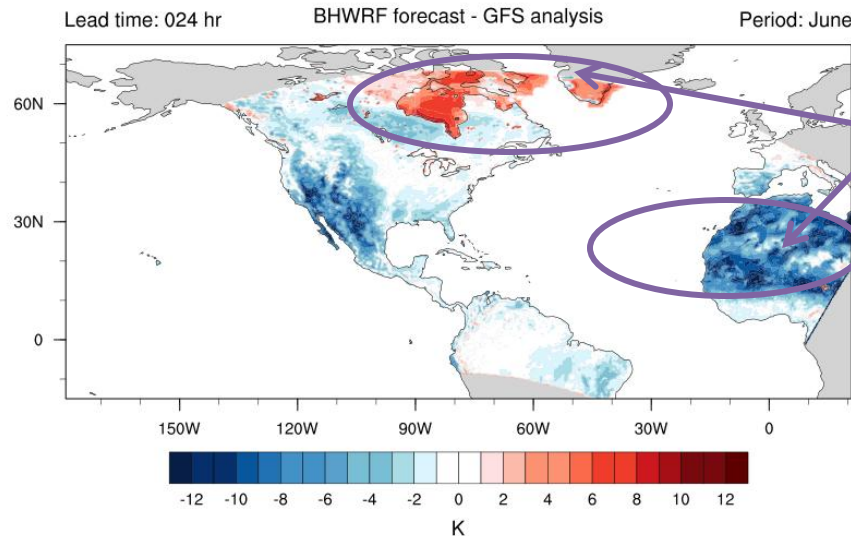 Lead time: 024 hr BHWRF forecast - GFS analysis Period: June
60N
30N
0
150W 120W 90W 60W 30W 0
-12 -10 -8 -6 -4 -2 0 2 4 6 8 10 12
K